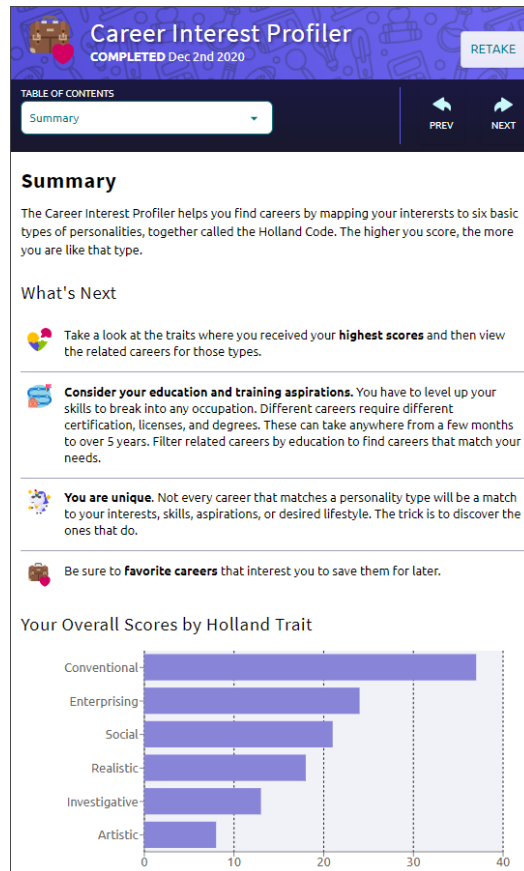 Career Interest Profiler
COMPLETED Dec 2nd 2020
RETAKE
TABLE OF CONTENTS
Summary
PREV
NEXT
Summary
The Career Interest Profiler helps you find careers by mapping your interersts to six basic
types of personalities, together called the Holland Code. The higher you score, the more
you are like that type.
What's Next
Take a look at the traits where you received your highest scores and then view
the related careers for those types.
Consider your education and training aspirations. You have to level up your
skills to break into any occupation. Different careers require different
certification, licenses, and degrees. These can take anywhere from a few months
to over 5 years. Filter related careers by education to find careers that match your
needs.
You are unique. Not every career that matches a personality type will be a match
to your interests, skills, aspirations, or desired lifestyle. The trick is to discover the
ones that do.
Be sure to favorite careers that interest you to save them for later.
Your Overall Scores by Holland Trait
Conventional
Enterprising
Social
Realistic
Investigative
Artistic
0 10 20 30 40